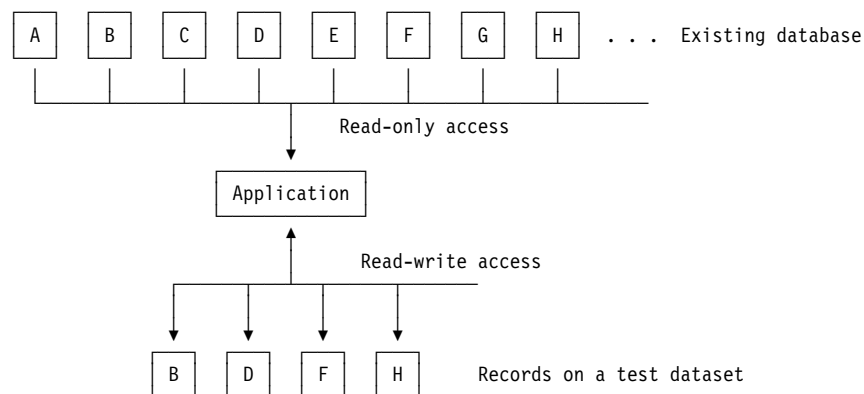 A B C D E F G H . . . Existing database
Read-only access
Application
Read-write access
B D F H Records on a test dataset